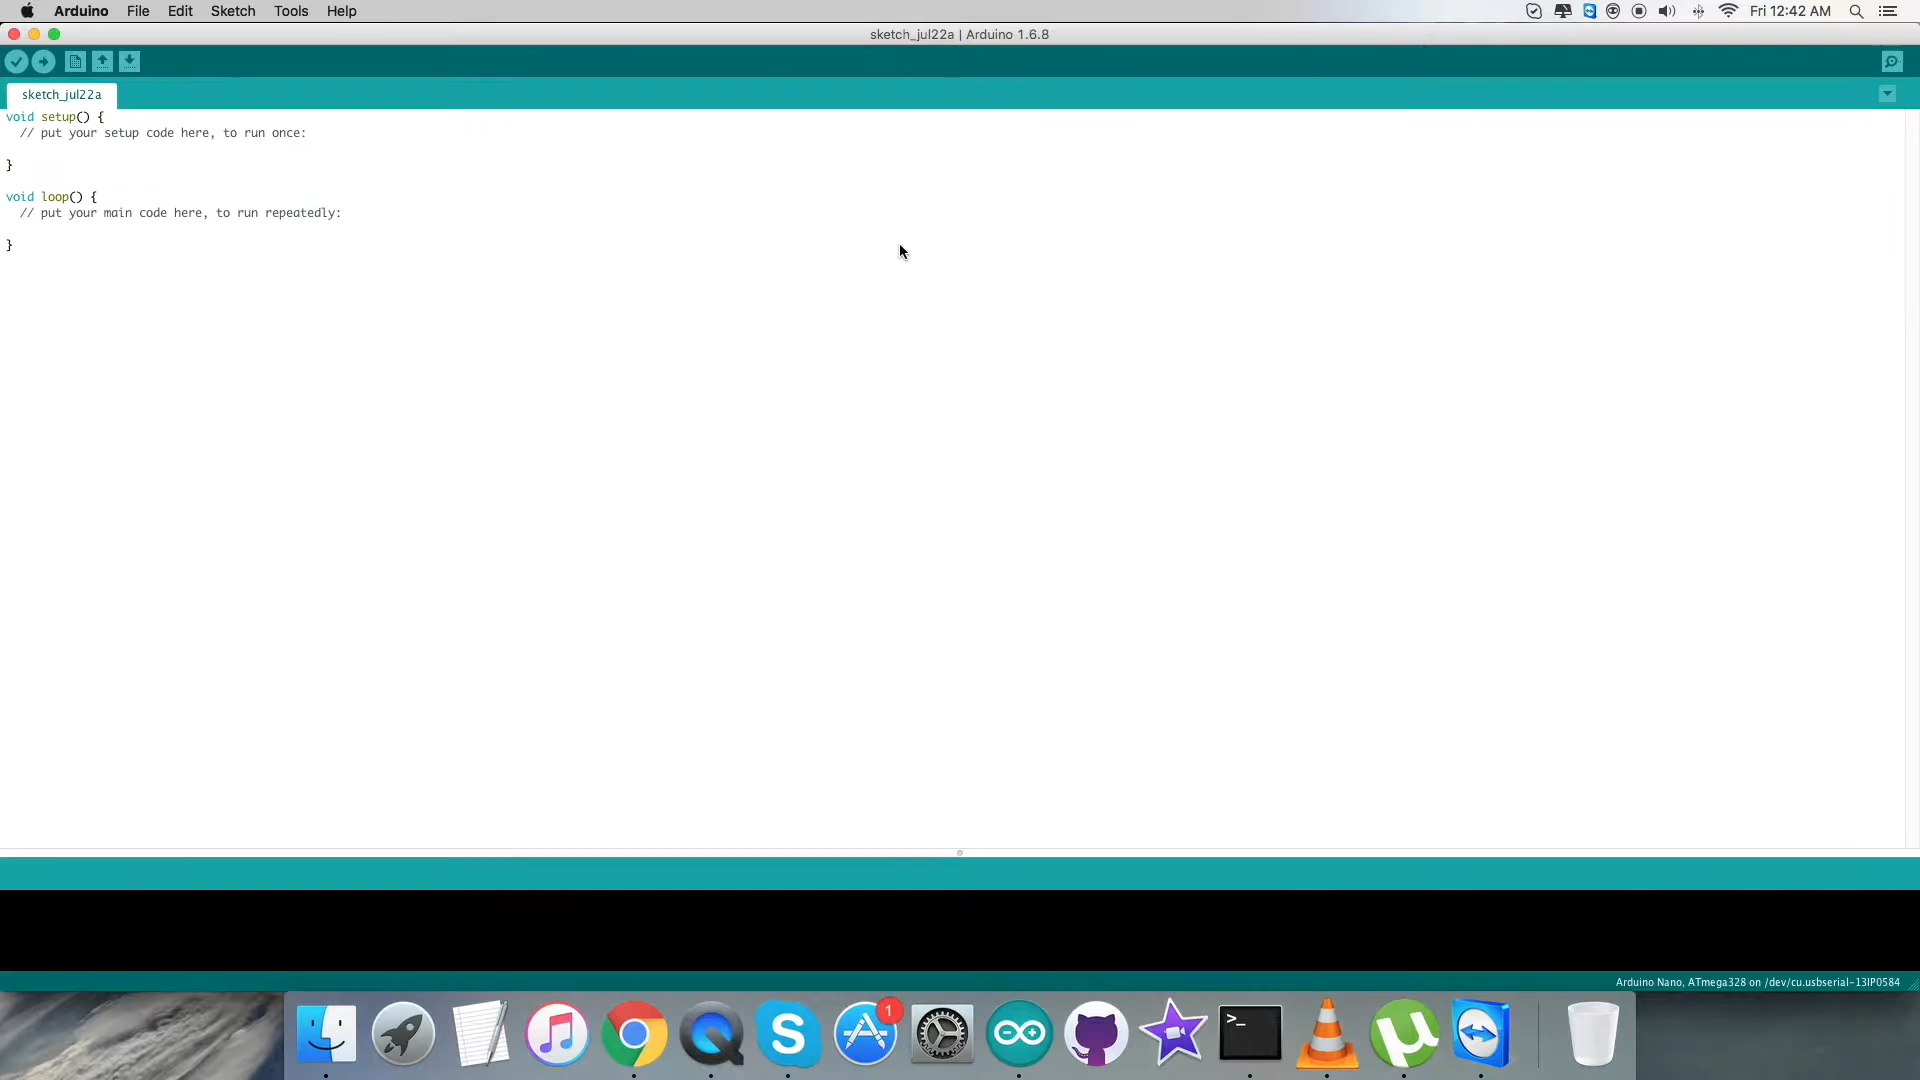 Arduino File Edit Sketch Tools Help Fri 12:42 AM
sketch_jul22a | Arduino 1.6.8
sketch_jul22a
void setup() {
  // put your setup code here, to run once:
}
void loop() {
  // put your main code here, to run repeatedly:
}
Arduino Nano, ATmega328 on /dev/cu.usbserial-13IP0584
1
>_